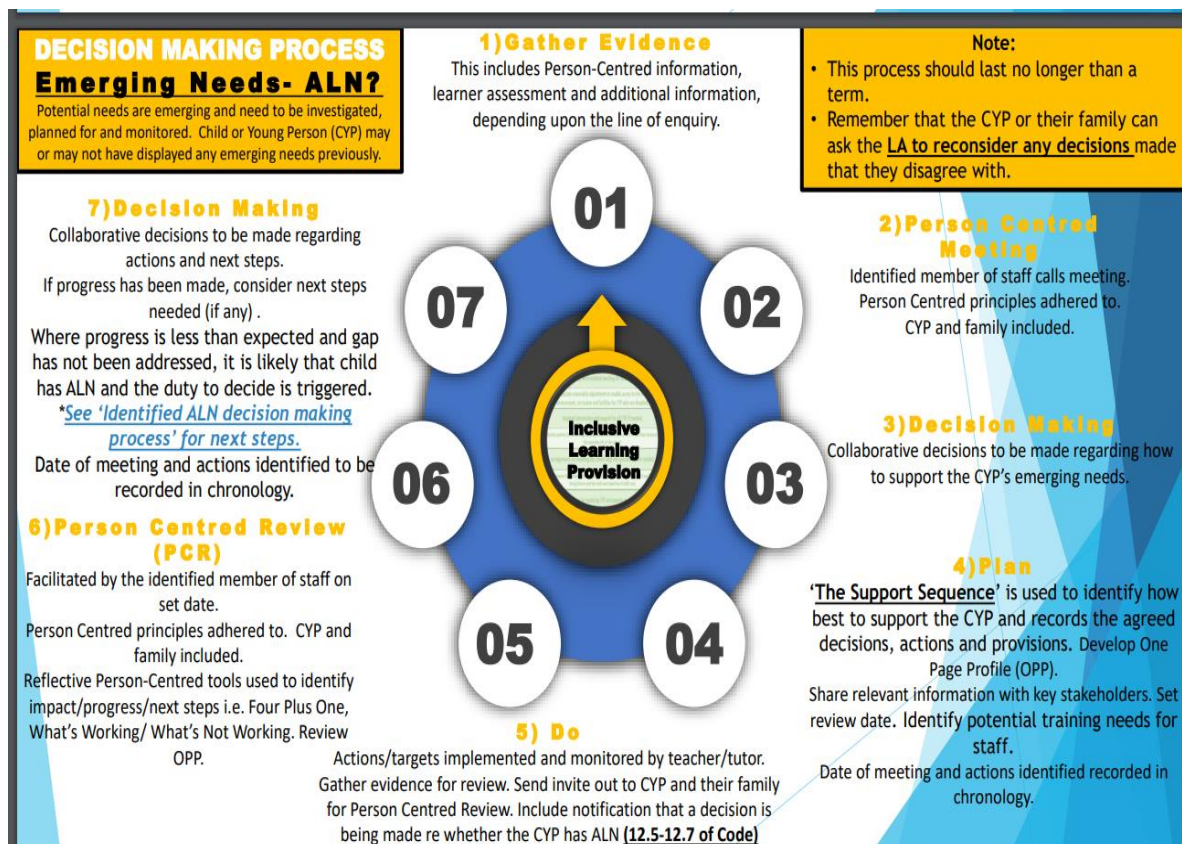 DECISION MAKING PROCESS
Emerging Needs- ALN?
Potential needs are emerging and need to be investigated,
planned for and monitored. Child or Young Person (CYP) may
or may not have displayed any emerging needs previously.
1)Gather Evidence
This includes Person-Centred information,
learner assessment and additional information,
depending upon the line of enquiry.
Note:
• This process should last no longer than a
term.
• Remember that the CYP or their family can
ask the LA to reconsider any decisions made
that they disagree with.
2)Person Centred
Meeting
Identified member of staff calls meeting.
Person Centred principles adhered to.
CYP and family included.
3)Decision Making
Collaborative decisions to be made regarding how
to support the CYP's emerging needs.
4)Plan
'The Support Sequence' is used to identify how
best to support the CYP and records the agreed
decisions, actions and provisions. Develop One
Page Profile (OPP).
Share relevant information with key stakeholders. Set
review date. Identify potential training needs for
staff.
Date of meeting and actions identified recorded in
chronology.
5) Do
Actions/targets implemented and monitored by teacher/tutor.
Gather evidence for review. Send invite out to CYP and their family
for Person Centred Review. Include notification that a decision is
being made re whether the CYP has ALN (12.5-12.7 of Code)
6)Person Centred Review
(PCR)
Facilitated by the identified member of staff on
set date.
Person Centred principles adhered to. CYP and
family included.
Reflective Person-Centred tools used to identify
impact/progress/next steps i.e. Four Plus One,
What's Working/ What's Not Working. Review
OPP.
7)Decision Making
Collaborative decisions to be made regarding
actions and next steps.
If progress has been made, consider next steps
needed (if any) .
Where progress is less than expected and gap
has not been addressed, it is likely that child
has ALN and the duty to decide is triggered.
*See 'Identified ALN decision making
process' for next steps.
Date of meeting and actions identified to be
recorded in chronology.
01
02
03
04
05
06
07
Inclusive
Learning
Provision